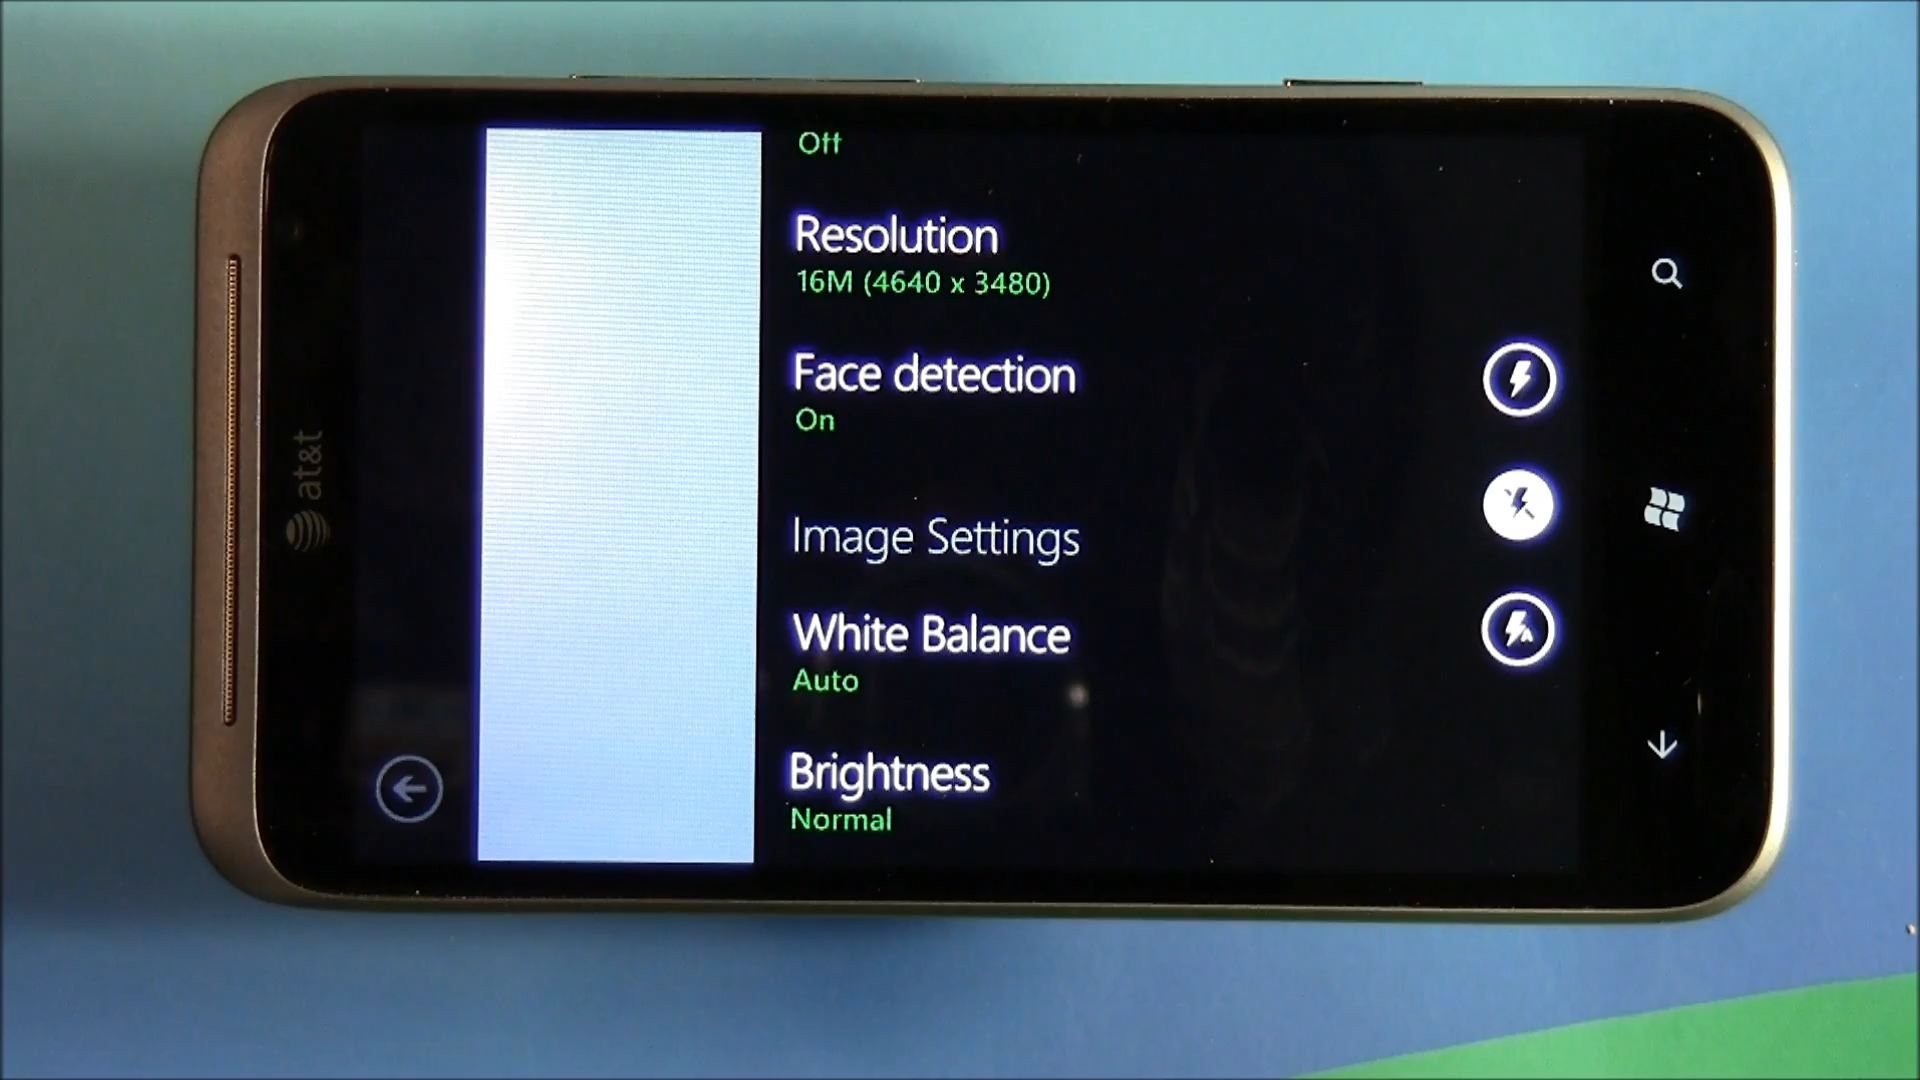 at&t
Off
Resolution
16M (4640 x 3480)
Face detection
On
Image Settings
White Balance
Auto
Brightness
Normal